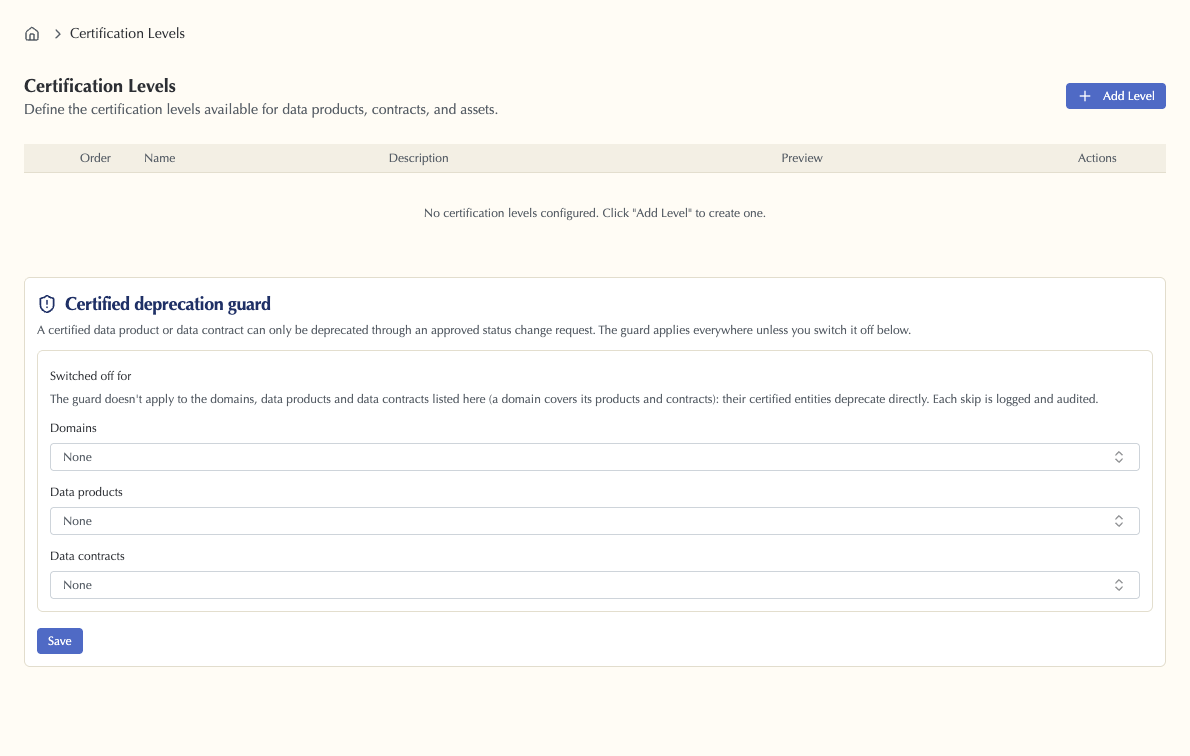 Certification Levels
Certification Levels
Define the certification levels available for data products, contracts, and assets.
Add Level
Order Name Description Preview Actions
No certification levels configured. Click "Add Level" to create one.
Certified deprecation guard
A certified data product or data contract can only be deprecated through an approved status change request. The guard applies everywhere unless you switch it off below.
Switched off for
The guard doesn't apply to the domains, data products and data contracts listed here (a domain covers its products and contracts): their certified entities deprecate directly. Each skip is logged and audited.
Domains
None
Data products
None
Data contracts
None
Save